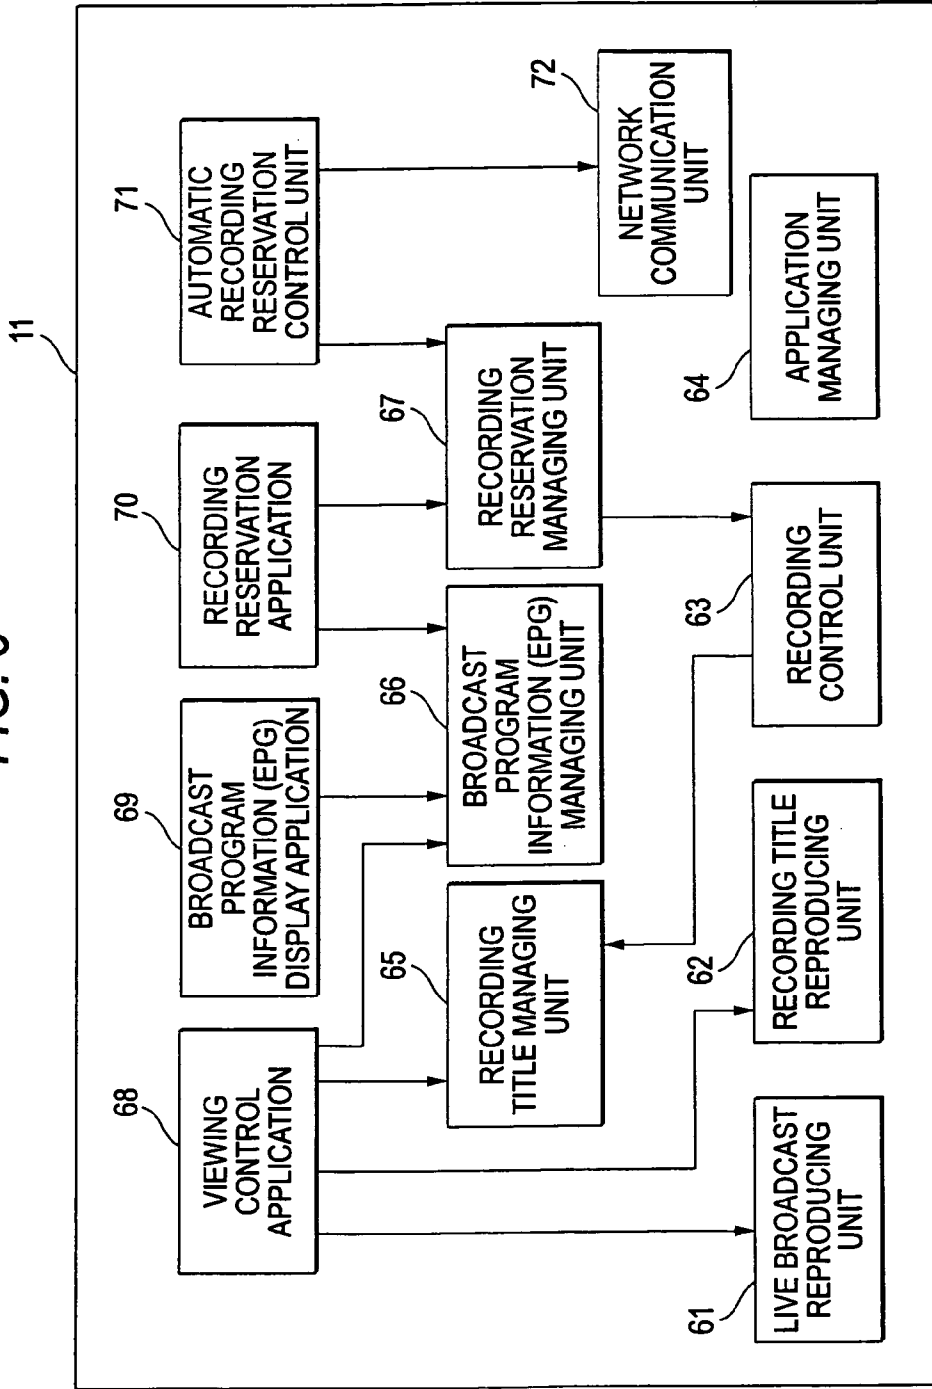 FIG.
11
68
VIEWING
CONTROL
APPLICATION
69
BROADCAST
PROGRAM
INFORMATION (EPG)
DISPLAY APPLICATION
70
RECORDING
RESERVATION
APPLICATION
71
AUTOMATIC
RECORDING
RESERVATION
CONTROL UNIT
65
RECORDING
TITLE MANAGING
UNIT
66
BROADCAST
PROGRAM
INFORMATION (EPG)
MANAGING UNIT
67
RECORDING
RESERVATION
MANAGING UNIT
72
NETWORK
COMMUNICATION
UNIT
61
LIVE BROADCAST
REPRODUCING
UNIT
62
RECORDING TITLE
REPRODUCING
UNIT
63
RECORDING
CONTROL UNIT
64
APPLICATION
MANAGING UNIT